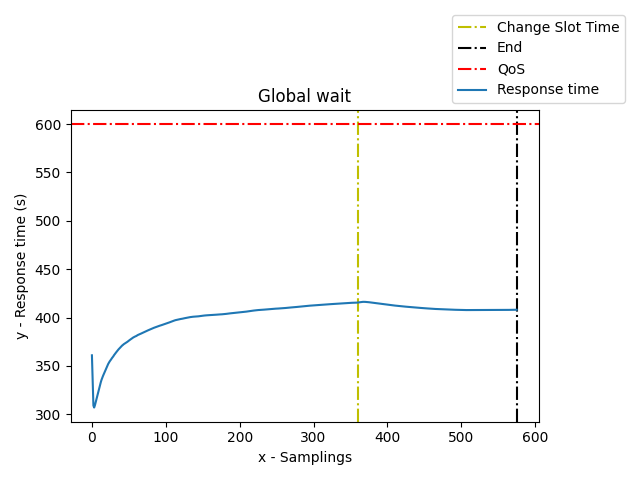 Change Slot Time
End
QoS
Response time
Global wait
y - Response time (s)
600
550
500
450
400
350
300
0 100 200 300 400 500 600
x - Samplings